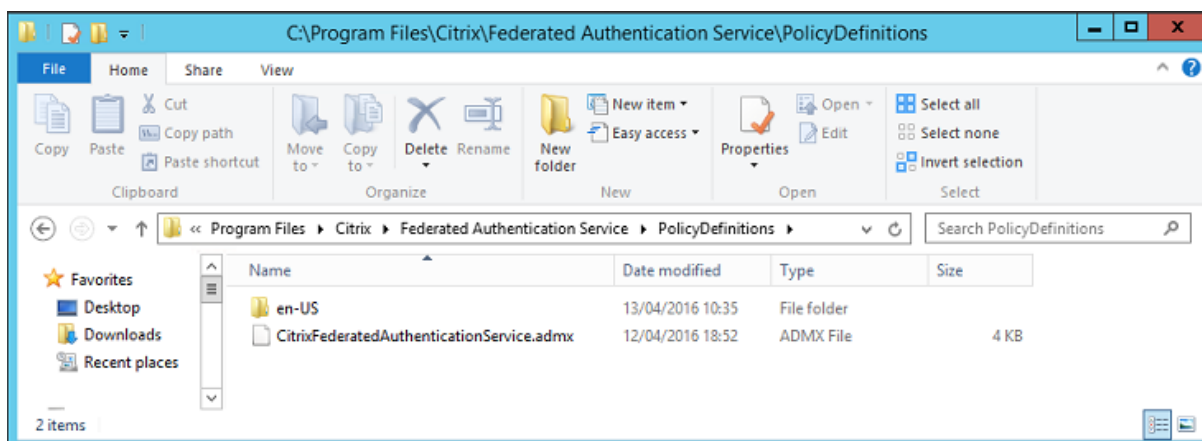 C:\Program Files\Citrix\Federated Authentication Service\PolicyDefinitions
File Home Share View
Copy
Paste
Cut
Copy path
Paste shortcut
Clipboard
Move to
Copy to
Delete
Rename
Organize
New folder
New item
Easy access
New
Properties
Open
Edit
Open
Select all
Select none
Invert selection
Select
« Program Files Citrix Federated Authentication Service PolicyDefinitions
Search PolicyDefinitions
Favorites
Desktop
Downloads
Recent places
Name Date modified Type Size
en-US 13/04/2016 10:35 File folder
CitrixFederatedAuthenticationService.admx 12/04/2016 18:52 ADMX File 4 KB
2 items